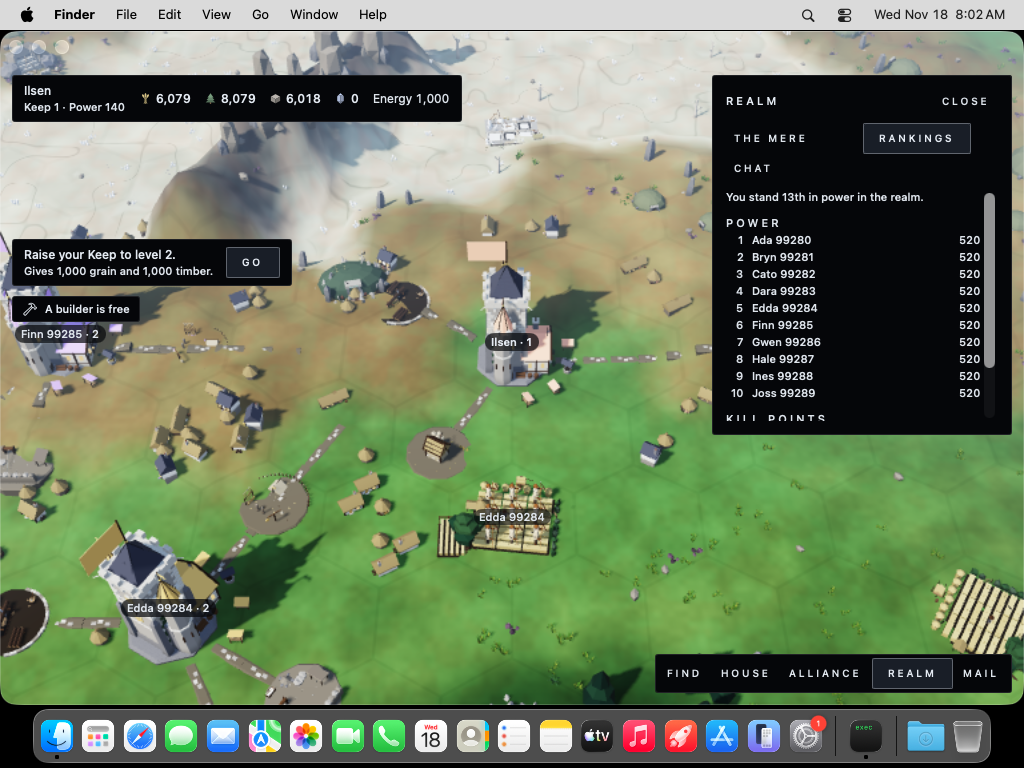 Finder File Edit View Go Window Help Wed Nov 18 8:02 AM
Ilsen
Keep 1 · Power 140
6,079 8,079 6,018 0 Energy 1,000
REALM CLOSE
THE MERE RANKINGS
CHAT
You stand 13th in power in the realm.
POWER
1 Ada 99280 520
2 Bryn 99281 520
3 Cato 99282 520
4 Dara 99283 520
5 Edda 99284 520
6 Finn 99285 520
7 Gwen 99286 520
8 Hale 99287 520
9 Ines 99288 520
10 Joss 99289 520
KILL POINTS
Raise your Keep to level 2.
Gives 1,000 grain and 1,000 timber.
GO
A builder is free
Finn 99285 · 2
Ilsen · 1
Edda 99284
Edda 99284 · 2
FIND HOUSE ALLIANCE REALM MAIL
Wed
18
tv
1
exec